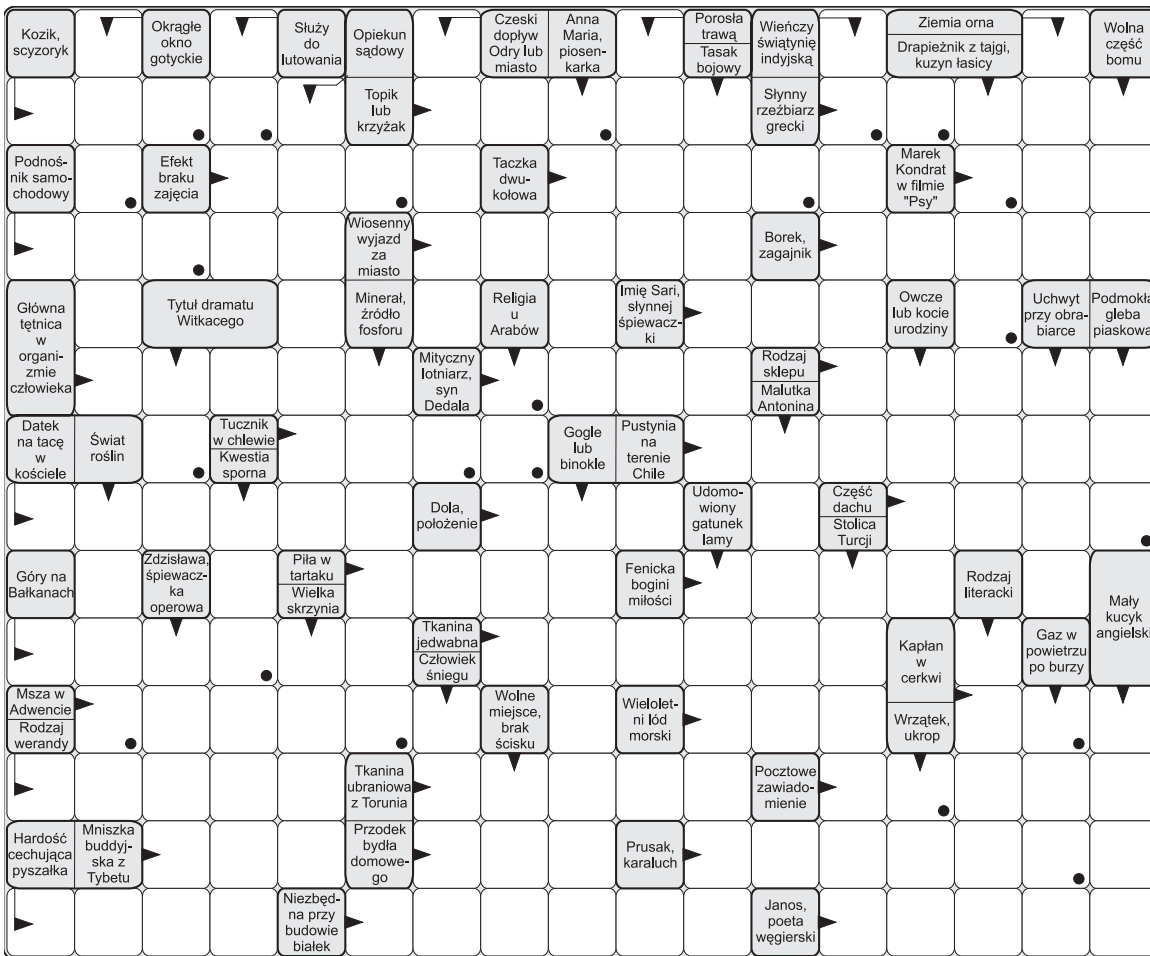 Kozik,
scyzoryk
Okrągłe
okno
gotyckie
Służy
do
lutowania
Opiekun
sądowy
Czeski
dopływ
Odry lub
miasto
Anna
Maria,
piosen-
karka
Porosła
trawą
Tasak
bojowy
Wieńczy
świątynię
indyjską
Ziemia orna
Drapieżnik z tajgi,
kuzyn łasicy
Wolna
część
bomu
Topik
lub
krzyżak
Słynny
rzeźbiarz
grecki
Podnoś-
nik samo-
chodowy
Efekt
braku
zajęcia
Taczka
dwu-
kołowa
Marek
Kondrat
w filmie
"Psy"
Wiosenny
wyjazd
za
miasto
Borek,
zagajnik
Główna
tętnica
w
organi-
zmie
człowieka
Tytuł dramatu
Witkacego
Minerał,
źródło
fosforu
Religia
u
Arabów
Imię Sari,
słynnej
śpiewacz-
ki
Owcze
lub kocie
urodziny
Uchwyt
przy obra-
biarce
Podmokła
gleba
piaskowa
Mityczny
lotniarz,
syn
Dedala
Rodzaj
sklepu
Malutka
Antonina
Datek
na tacę
w
kościele
Świat
roślin
Tucznik
w chlewie
Kwestia
sporna
Gogle
lub
binokle
Pustynia
na
terenie
Chile
Dola,
położenie
Udomo-
wiony
gatunek
lamy
Część
dachu
Stolica
Turcji
Góry na
Bałkanach
Zdzisława,
śpiewacz-
ka
operowa
Piła w
tartaku
Wielka
skrzynia
Fenicka
bogini
miłości
Rodzaj
literacki
Mały
kucyk
angielski
Tkanina
jedwabna
Człowiek
śniegu
Kapłan
w
cerkwi
Gaz w
powietrzu
po burzy
Msza w
Adwencie
Rodzaj
werandy
Wolne
miejsce,
brak
ścisku
Wielolet-
ni lód
morski
Wrzątek,
ukrop
Tkanina
ubraniowa
z Torunia
Pocztowe
zawiado-
mienie
Hardość
cechująca
pyszałka
Mniszka
buddyj-
ska z
Tybetu
Przodek
bydła
domowe-
go
Prusak,
karaluch
Niezbęd-
na przy
budowie
białek
Janos,
poeta
węgierski